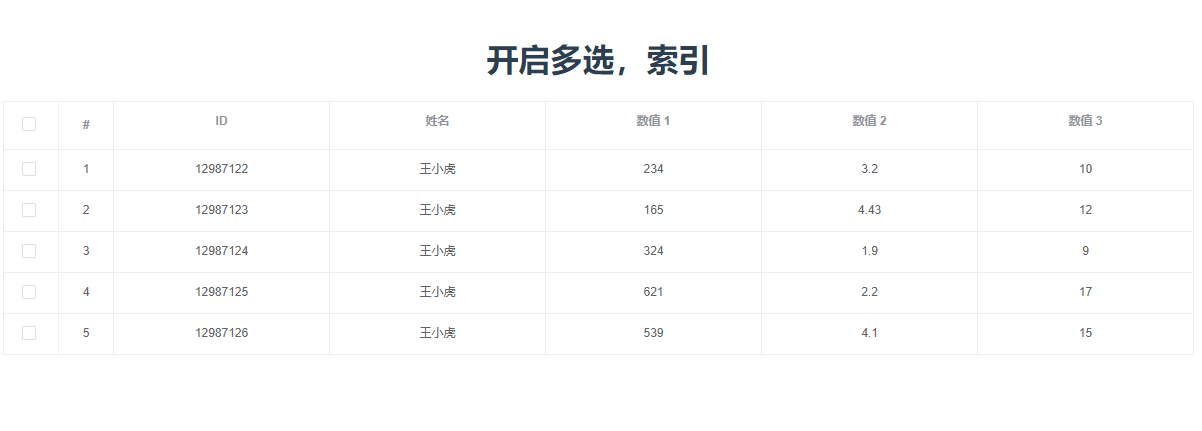 开启多选，索引
# ID 姓名 数值 1 数值 2 数值 3
1 12987122 王小虎 234 3.2 10
2 12987123 王小虎 165 4.43 12
3 12987124 王小虎 324 1.9 9
4 12987125 王小虎 621 2.2 17
5 12987126 王小虎 539 4.1 15